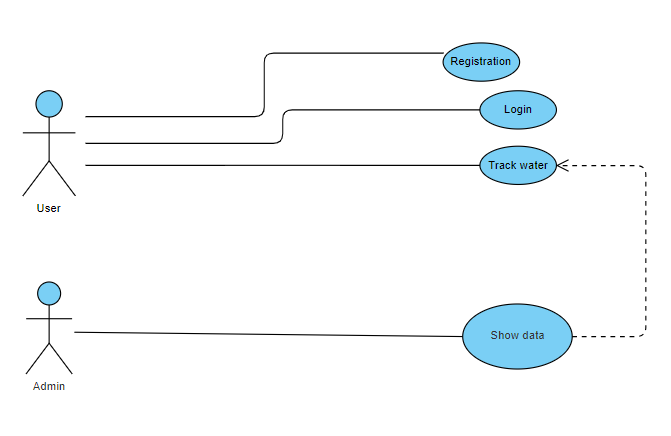 Registration
Login
Track water
User
Show data
Admin